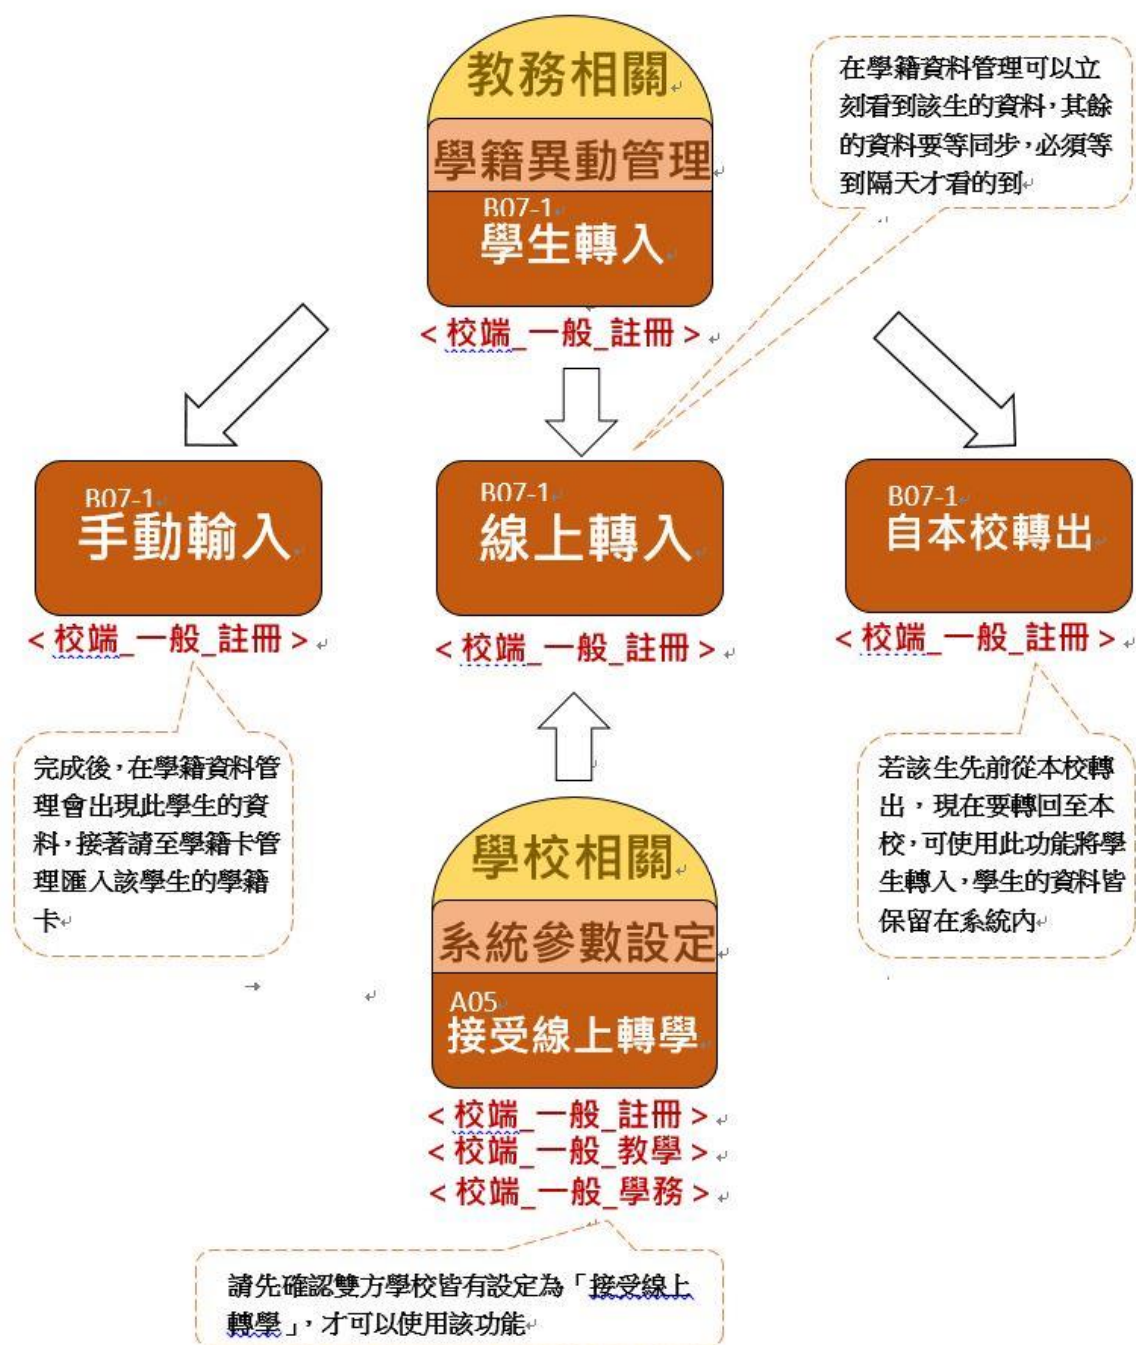 教務相關
學籍異動管理
B07-1
學生轉入
<校端_一般_註冊>
在學籍資料管理可以立
刻看到該生的資料，其餘
的資料要等同步，必須等
到隔天才看的到
B07-1
手動輸入
<校端_一般_註冊>
B07-1
線上轉入
<校端_一般_註冊>
B07-1
自本校轉出
<校端_一般_註冊>
完成後，在學籍資料管
理會出現此學生的資
料，接著請至學籍卡管
理匯入該學生的學籍
卡
若該生先前從本校轉
出，現在要轉回至本
校，可使用此功能將學
生轉入，學生的資料皆
保留在系統內
學校相關
系統參數設定
A05
接受線上轉學
<校端_一般_註冊>
<校端_一般_教學>
<校端_一般_學務>
請先確認雙方學校皆有設定為「接受線上
轉學」，才可以使用該功能